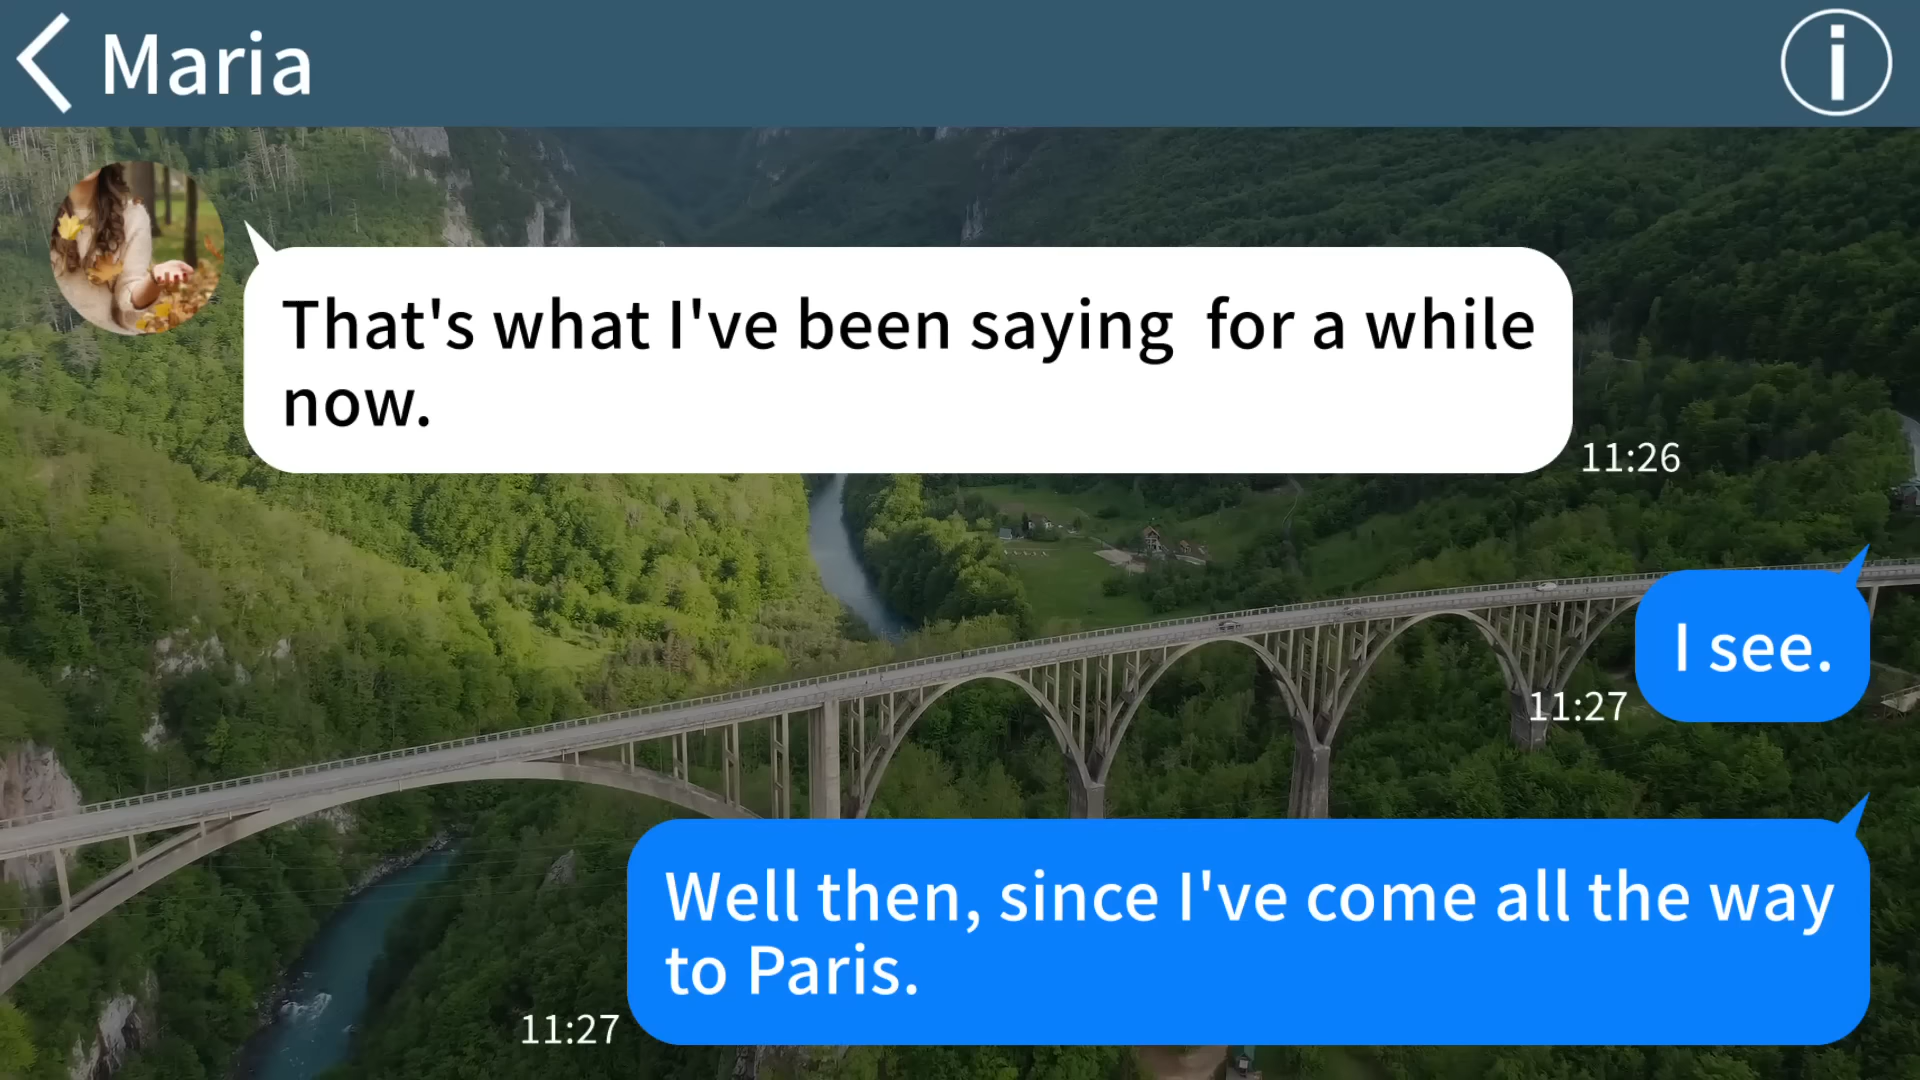 Maria
That's what I've been saying  for a while
now.
11:26
I see.
11:27
Well then, since I've come all the way
to Paris.
11:27